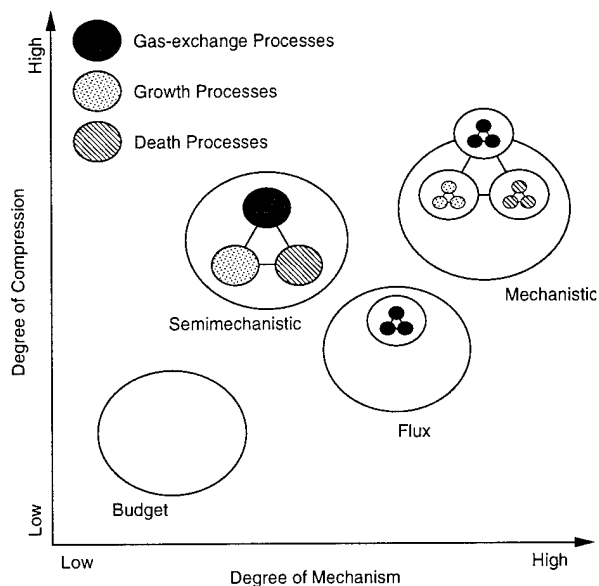 High
Gas-exchange Processes
Growth Processes
Death Processes
Degree of Compression
Mechanistic
Semimechanistic
Flux
Budget
Low
Low
High
Degree of Mechanism